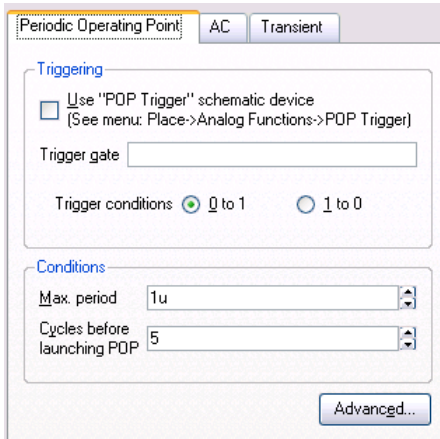 Periodic Operating Point AC Transient
Triggering
Use "POP Trigger" schematic device
(See menu: Place->Analog Functions->POP Trigger)
Trigger gate
Trigger conditions 0 to 1 1 to 0
Conditions
Max. period 1u
Cycles before
launching POP 5
Advanced...